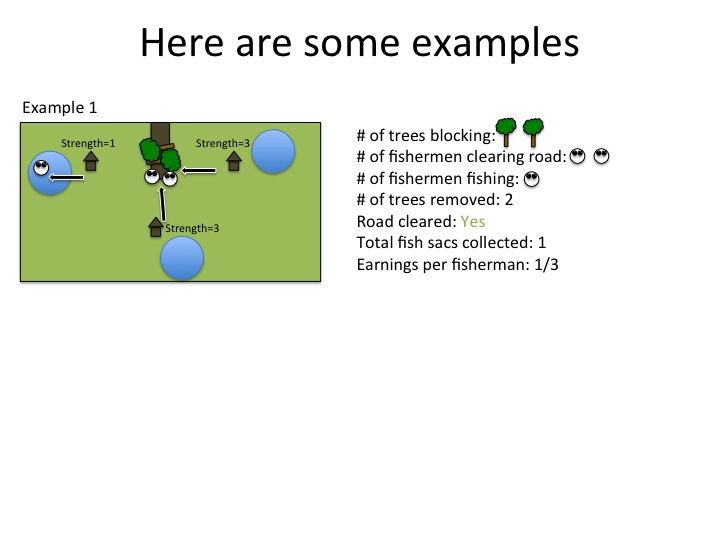 Here are some examples
Example 1
Strength=1
Strength=3
Strength=3
# of trees blocking:
# of fishermen clearing road:
# of fishermen fishing:
# of trees removed: 2
Road cleared: Yes
Total fish sacs collected: 1
Earnings per fisherman: 1/3